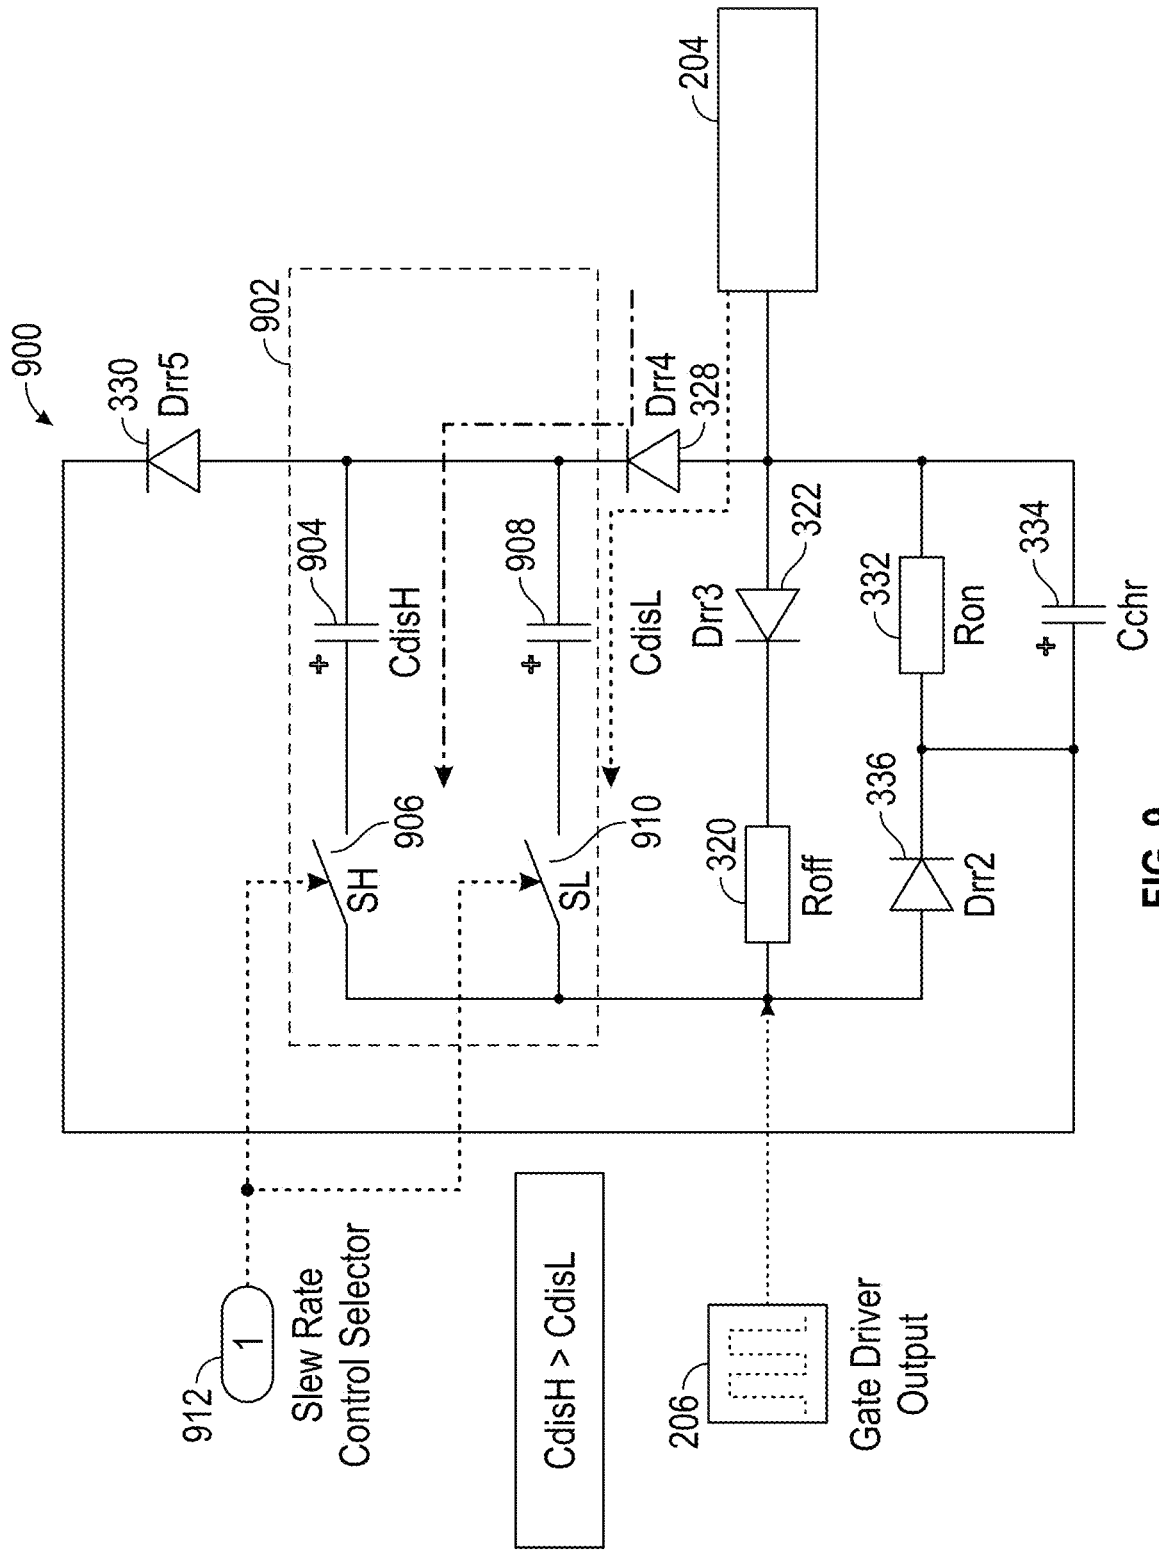 900
330
Drr5
902
904
CdisH
906
SH
908
CdisL
910
SL
Drr4
328
204
322
Drr3
320
Roff
332
Ron
336
Drr2
334
Cchr
912
1
Slew Rate
Control Selector
CdisH > CdisL
206
Gate Driver
Output